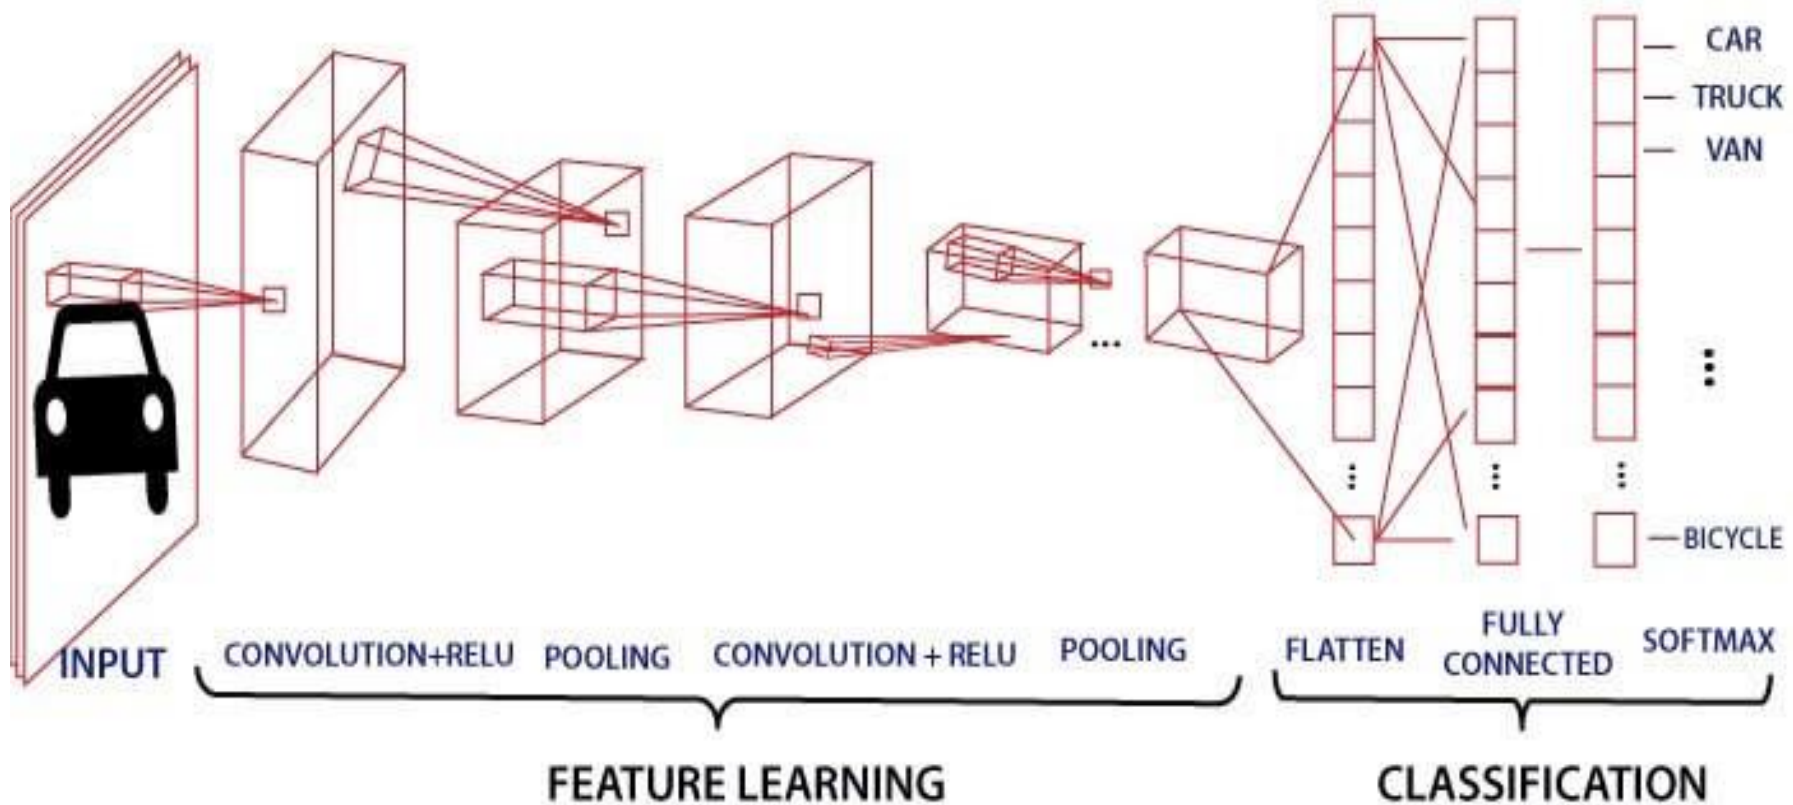 CAR
TRUCK
VAN
...
...
BICYCLE
INPUT
CONVOLUTION+RELU
POOLING
CONVOLUTION + RELU
POOLING
FLATTEN
FULLY
CONNECTED
SOFTMAX
FEATURE LEARNING
CLASSIFICATION